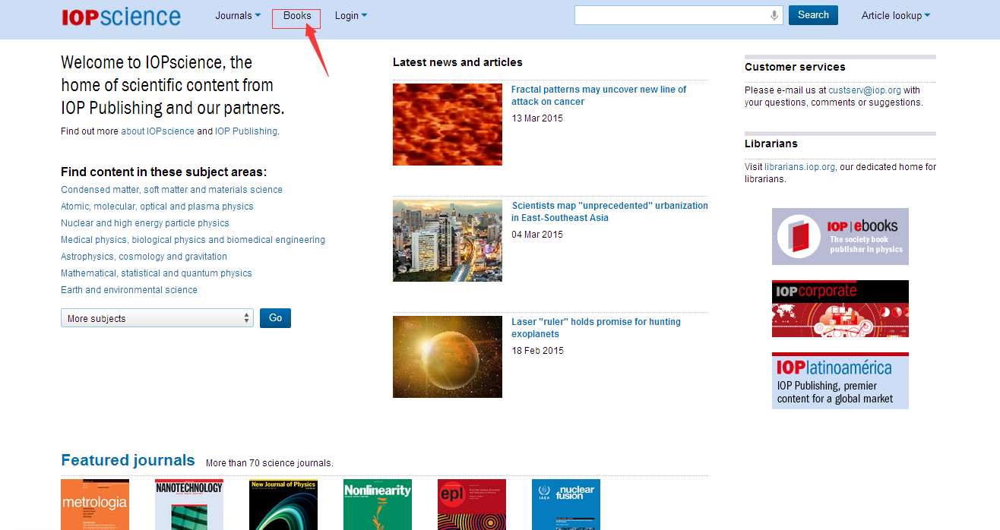 IOPscience
Journals
Books
Login
Search
Article lookup
Welcome to IOPscience, the
home of scientific content from
IOP Publishing and our partners.
Find out more about IOPscience and IOP Publishing.
Find content in these subject areas:
Condensed matter, soft matter and materials science
Atomic, molecular, optical and plasma physics
Nuclear and high energy particle physics
Medical physics, biological physics and biomedical engineering
Astrophysics, cosmology and gravitation
Mathematical, statistical and quantum physics
Earth and environmental science
More subjects
Go
Latest news and articles
Fractal patterns may uncover new line of
attack on cancer
13 Mar 2015
Scientists map "unprecedented" urbanization
in East-Southeast Asia
04 Mar 2015
Laser "ruler" holds promise for hunting
exoplanets
18 Feb 2015
Customer services
Please e-mail us at custserv@iop.org with
your questions, comments or suggestions.
Librarians
Visit librarians.iop.org, our dedicated home for
librarians.
IOP ebooks
The society book
publisher in physics
IOPcorporate
IOPlatinoamérica
IOP Publishing, premier
content for a global market
Featured journals
More than 70 science journals.
metrologia
NANOTECHNOLOGY
New Journal of Physics
Nonlinearity
epl
IAEA
nuclear
fusion